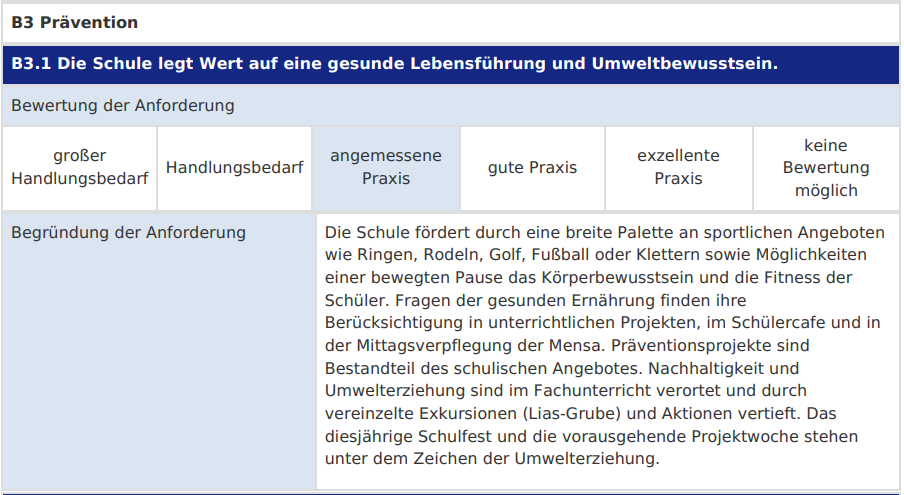 B3 Prävention
B3.1 Die Schule legt Wert auf eine gesunde Lebensführung und Umweltbewusstsein.
Bewertung der Anforderung
großer
Handlungsbedarf
Handlungsbedarf
angemessene
Praxis
gute Praxis
exzellente
Praxis
keine
Bewertung
möglich
Begründung der Anforderung
Die Schule fördert durch eine breite Palette an sportlichen Angeboten
wie Ringen, Rodeln, Golf, Fußball oder Klettern sowie Möglichkeiten
einer bewegten Pause das Körperbewusstsein und die Fitness der
Schüler. Fragen der gesunden Ernährung finden ihre
Berücksichtigung in unterrichtlichen Projekten, im Schülercafe und in
der Mittagsverpflegung der Mensa. Präventionsprojekte sind
Bestandteil des schulischen Angebotes. Nachhaltigkeit und
Umwelterziehung sind im Fachunterricht verortet und durch
vereinzelte Exkursionen (Lias-Grube) und Aktionen vertieft. Das
diesjährige Schulfest und die vorausgehende Projektwoche stehen
unter dem Zeichen der Umwelterziehung.